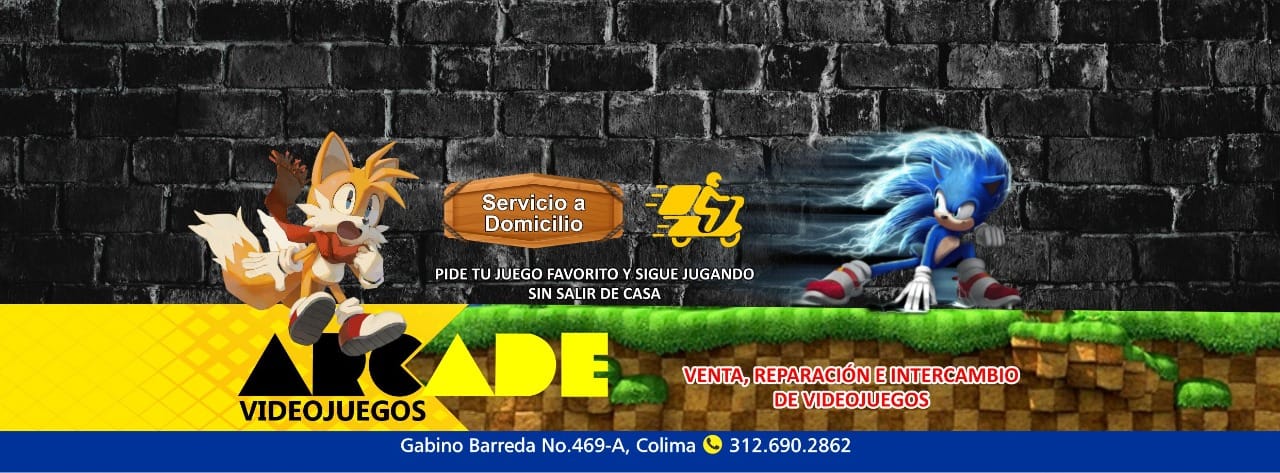 Servicio a
Domicilio
PIDE TU JUEGO FAVORITO Y SIGUE JUGANDO
SIN SALIR DE CASA
ARCADE
VIDEOJUEGOS
VENTA, REPARACIÓN E INTERCAMBIO
DE VIDEOJUEGOS
Gabino Barreda No.469-A, Colima 312.690.2862